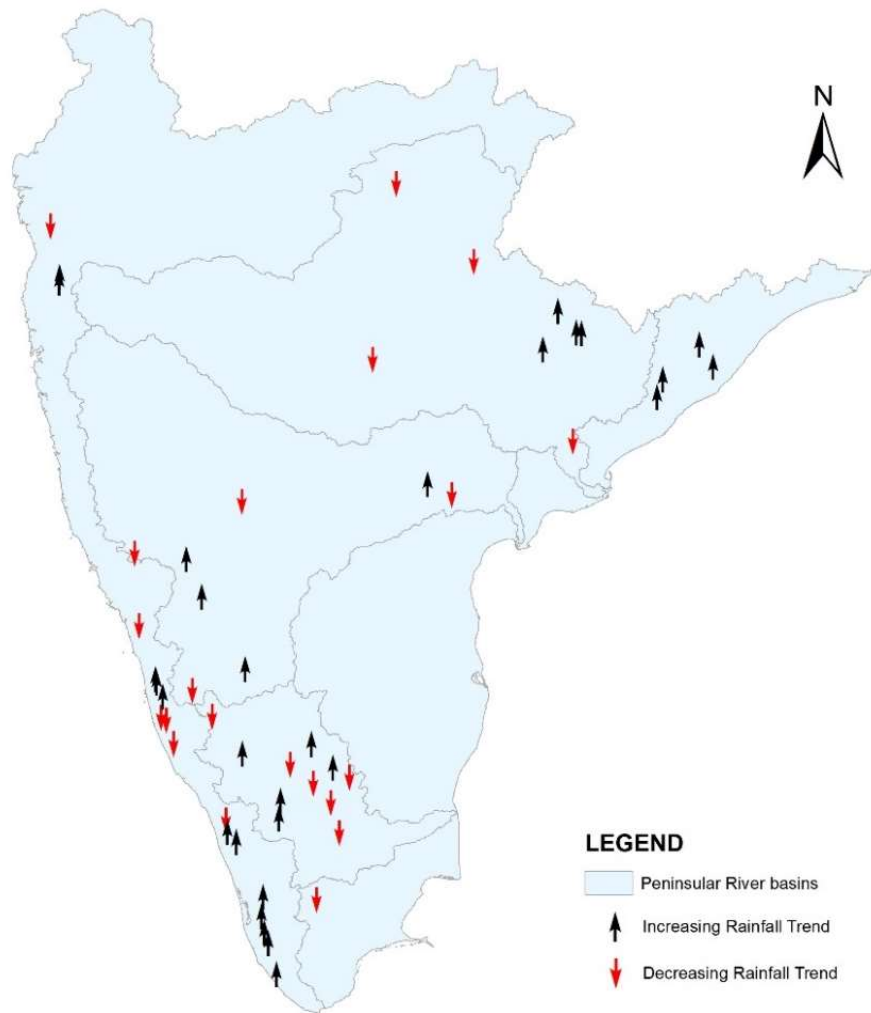 N
LEGEND
Peninsular River basins
Increasing Rainfall Trend
Decreasing Rainfall Trend